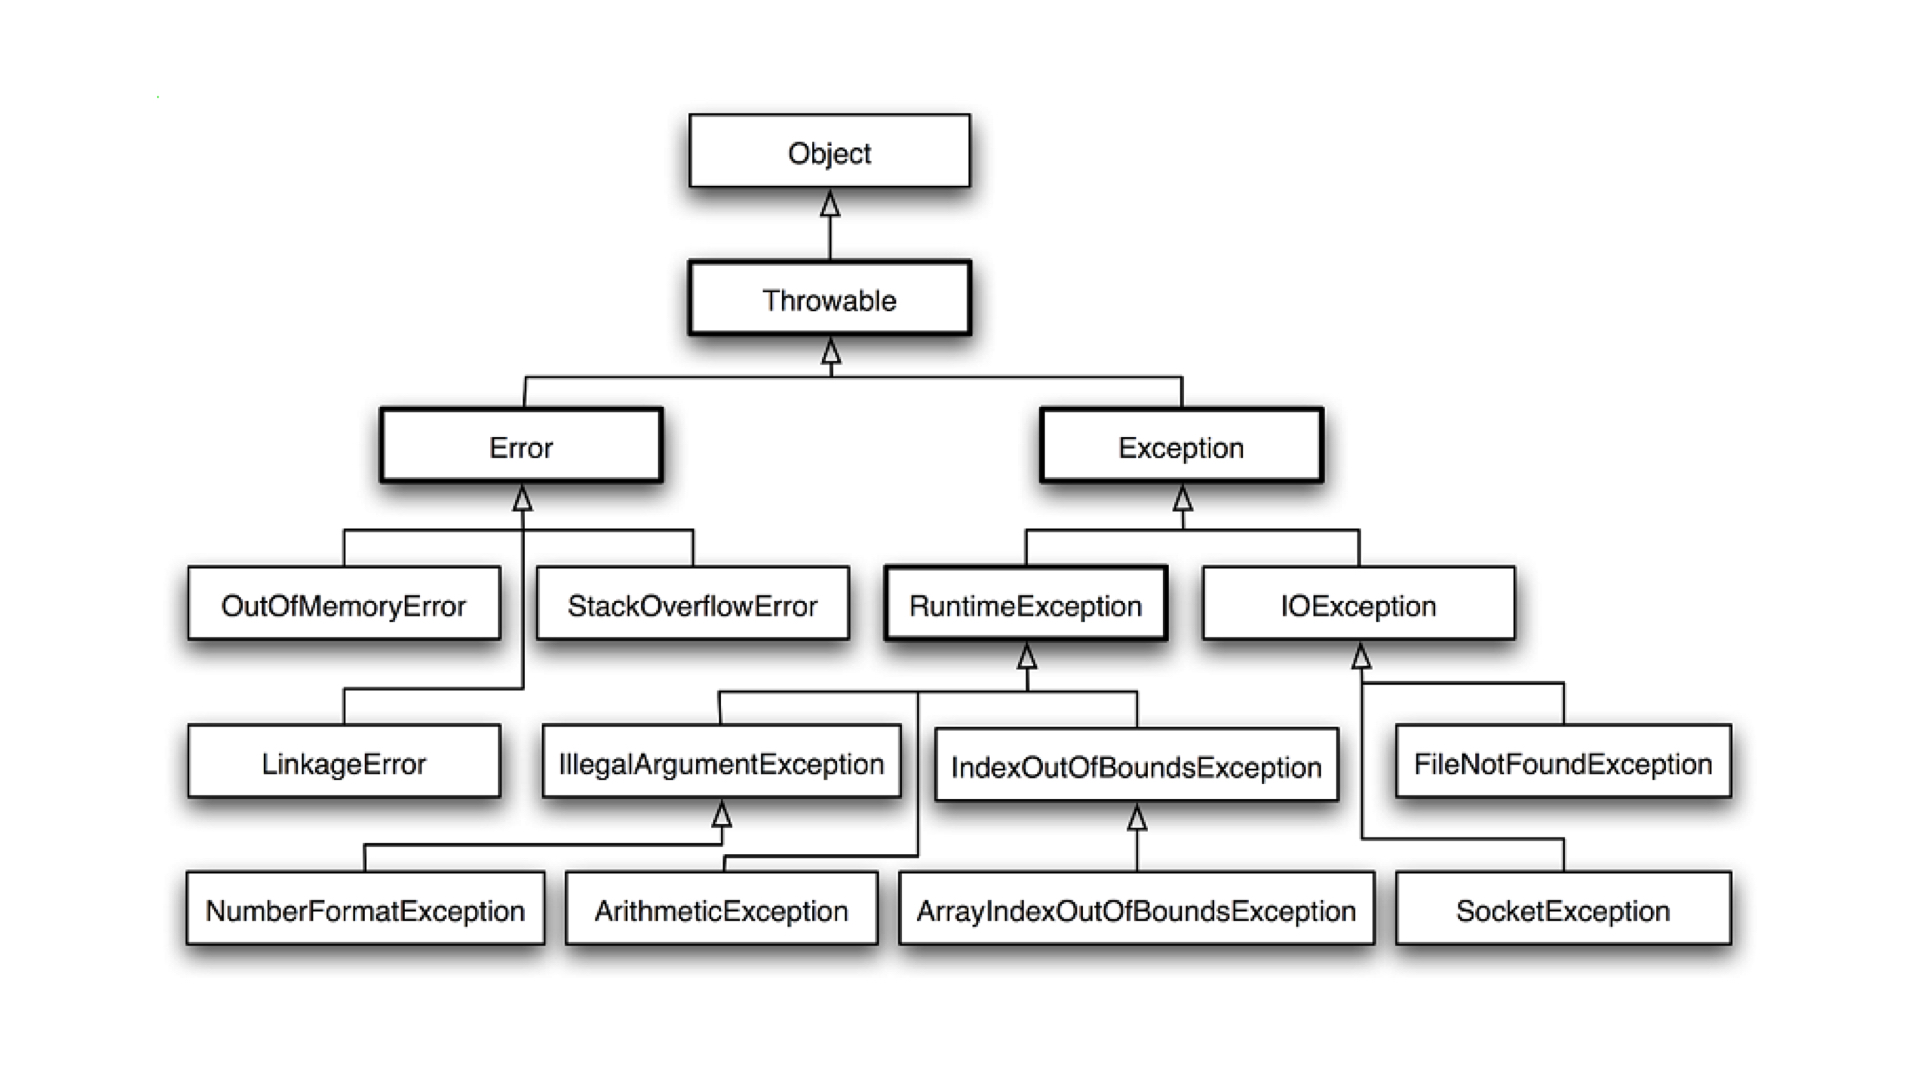 Object
Throwable
Error
Exception
OutOfMemoryError
StackOverflowError
RuntimeException
IOException
LinkageError
IllegalArgumentException
IndexOutOfBoundsException
FileNotFoundException
NumberFormatException
ArithmeticException
ArrayIndexOutOfBoundsException
SocketException